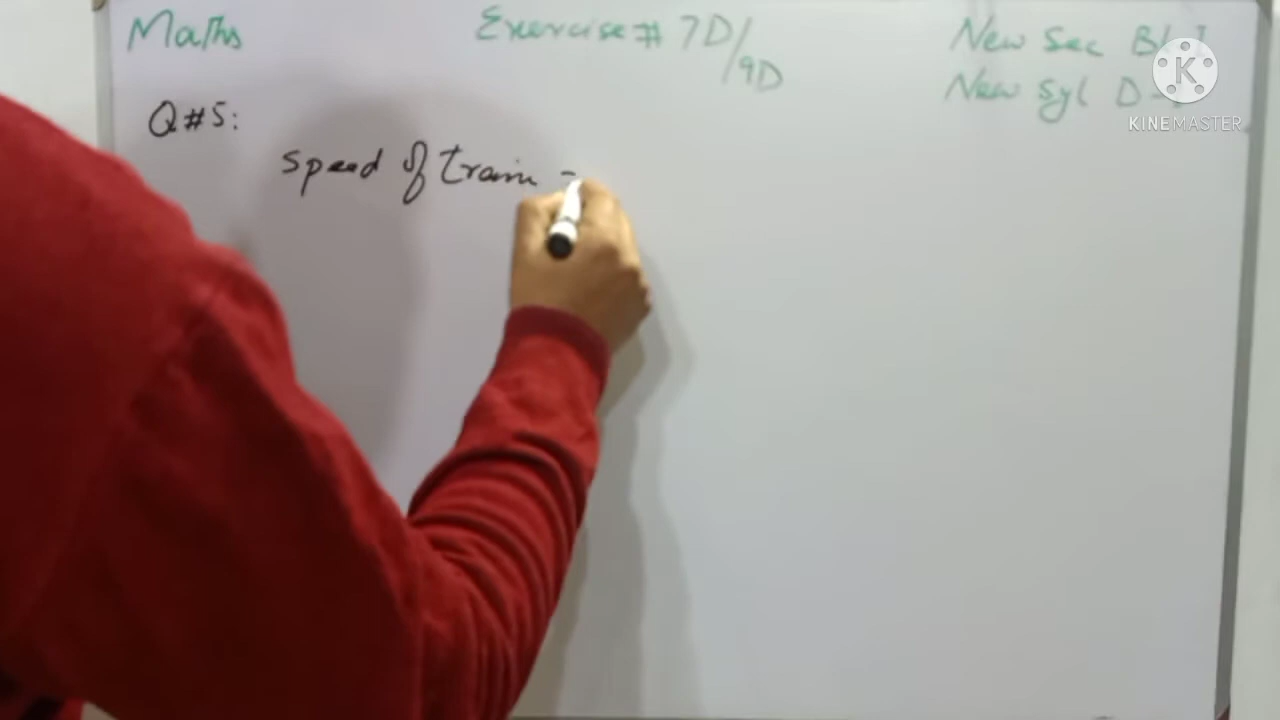 Maths
Exercise # 7D/9D
New Sec
New Syl D-
Q#5:
Speed of train =
K
KINEMASTER